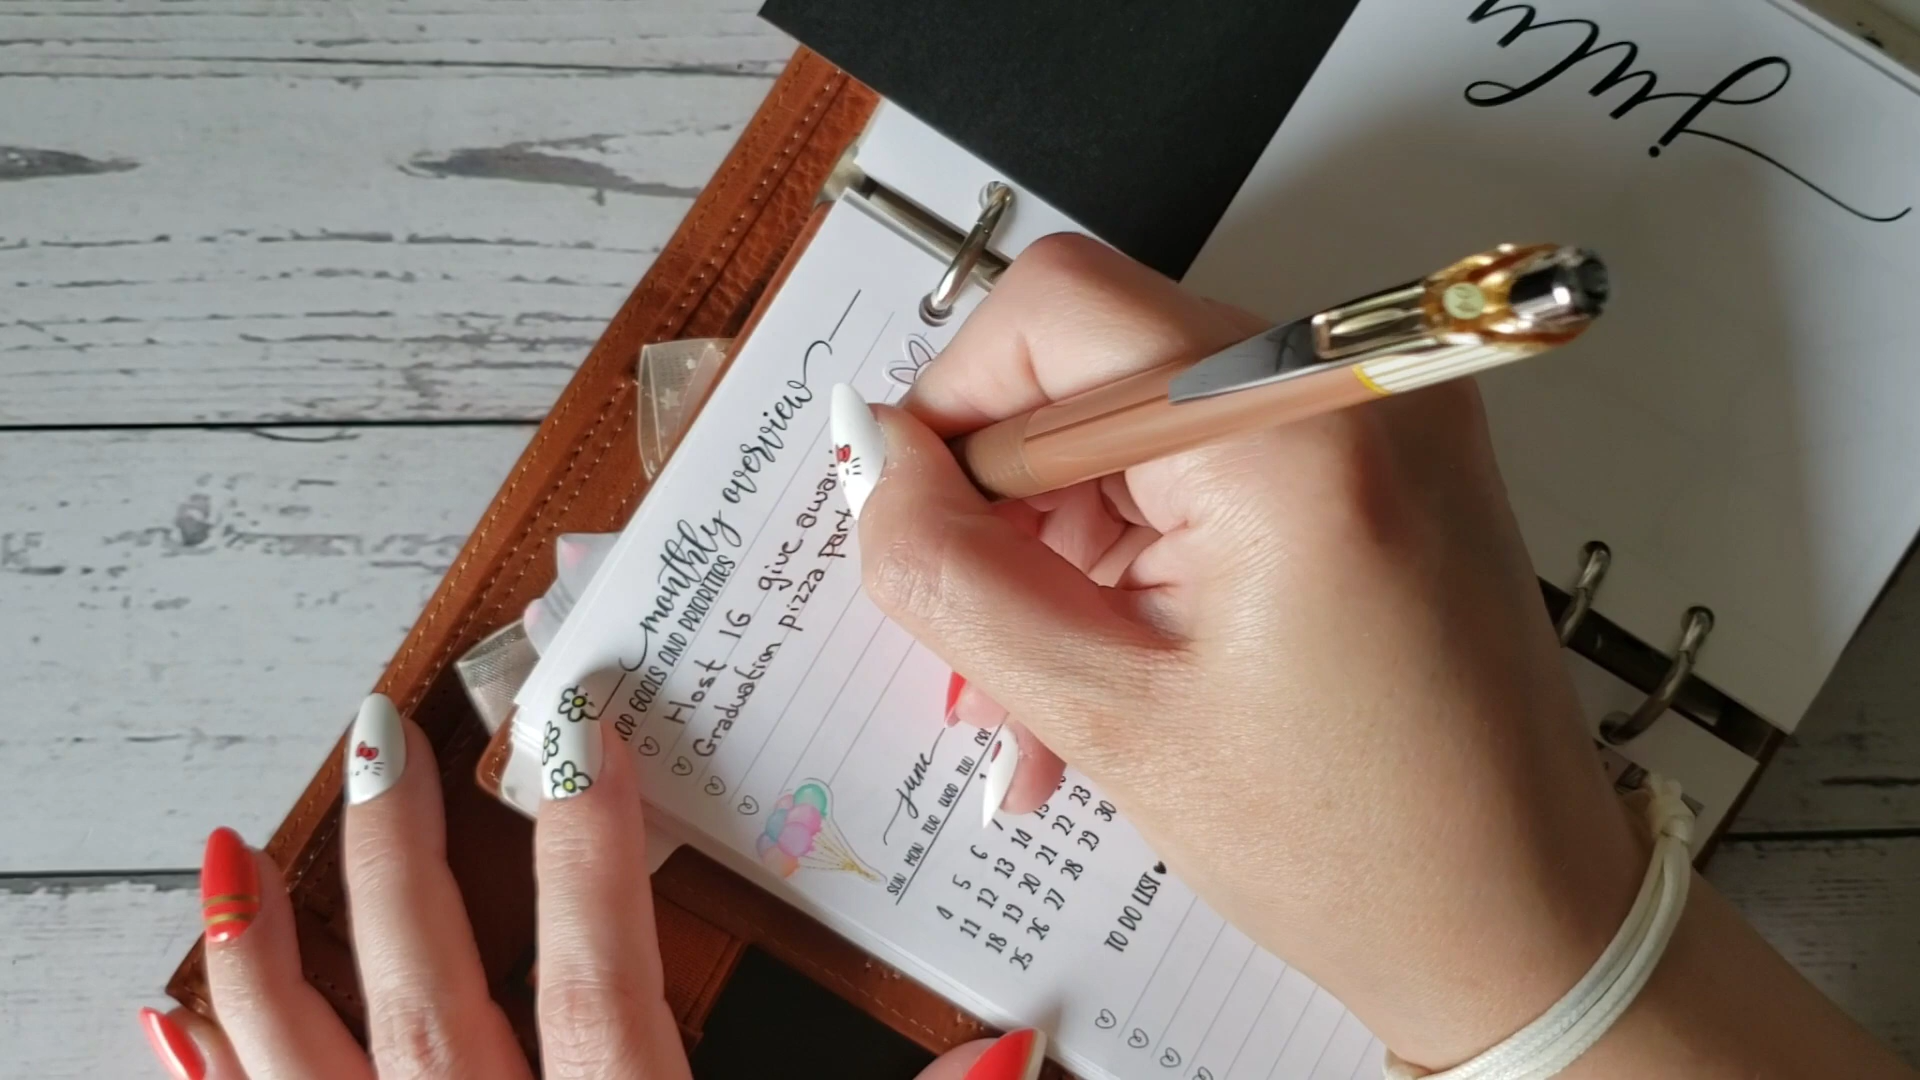 July
monthly overview
TOP GOALS AND PRIORITIES
Host IG give away
Graduation pizza
June
SUN MON TUE WED THU FRI
4 5 6 7
11 12 13 14 15
18 19 20 21 22 23
25 26 27 28 29 30
TO DO LIST